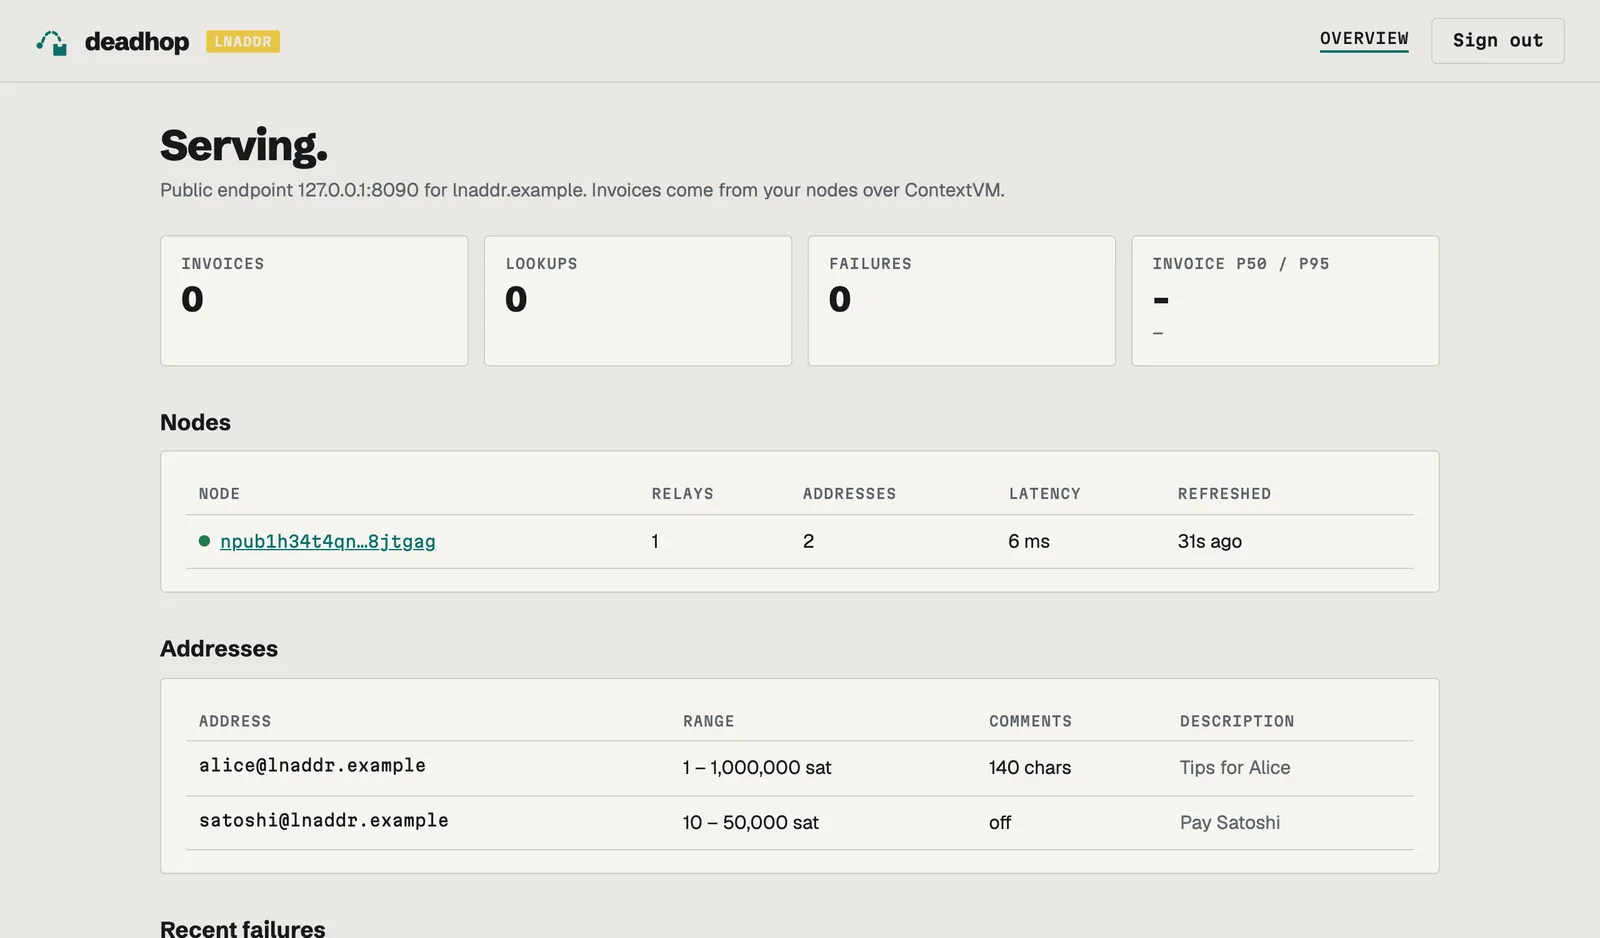 deadhop LNADDR OVERVIEW Sign out
Serving.
Public endpoint 127.0.0.1:8090 for lnaddr.example. Invoices come from your nodes over ContextVM.
INVOICES LOOKUPS FAILURES INVOICE P50 / P95
0 0 0 -
–
Nodes
NODE RELAYS ADDRESSES LATENCY REFRESHED
npub1h34t4qn…8jtgag 1 2 6 ms 31s ago
Addresses
ADDRESS RANGE COMMENTS DESCRIPTION
alice@lnaddr.example 1 – 1,000,000 sat 140 chars Tips for Alice
satoshi@lnaddr.example 10 – 50,000 sat off Pay Satoshi
Recent failures